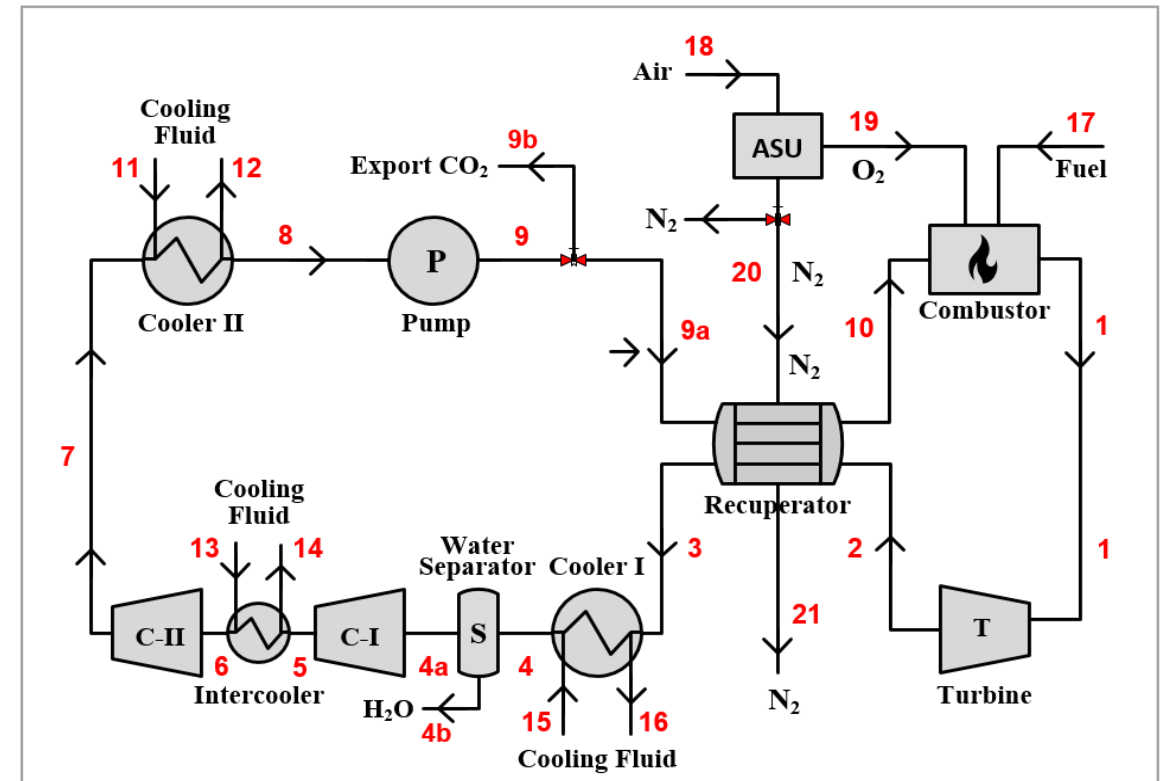 18
Air
Cooling
Fluid
9b
19
17
ASU
11
12
Export CO₂
O₂
Fuel
8
9
N₂
P
20
N₂
Cooler II
Pump
Combustor
9a
10
1
N₂
7
Cooling
Fluid
Recuperator
13
14
Water
Separator
Cooler I
3
2
1
C-II
C-I
S
T
21
6
5
4a
4
Intercooler
H₂O
4b
15
16
N₂
Turbine
Cooling Fluid